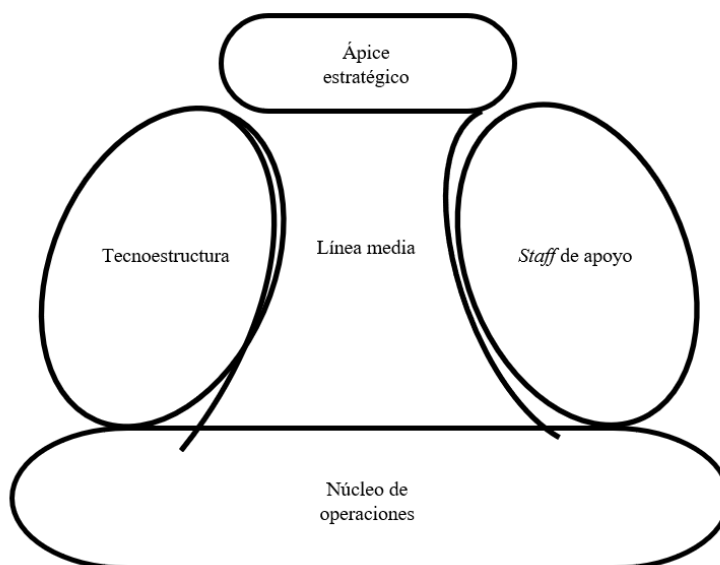 Ápice
estratégico
Tecnoestructura
Línea media
Staff de apoyo
Núcleo de
operaciones